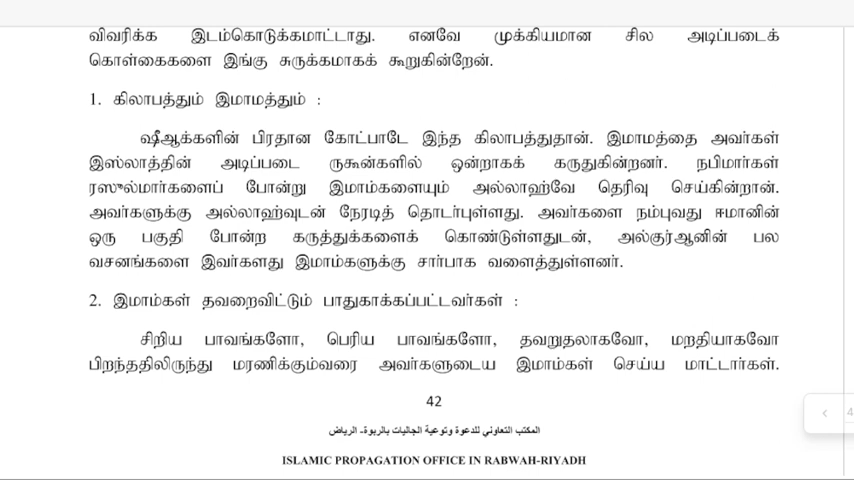 விவரிக்க இடம்கொடுக்கமாட்டாது. எனவே முக்கியமான சில அடிப்படைக்
கொள்கைகளை இங்கு சுருக்கமாகக் கூறுகின்றேன்.
1. கிலாபத்தும் இமாமத்தும் :
ஷீஆக்களின் பிரதான கோட்பாடே இந்த கிலாபத்துதான். இமாமத்தை அவர்கள்
இஸ்லாத்தின் அடிப்படை ருகூன்களில் ஒன்றாகக் கருதுகின்றனர். நபிமார்கள்
ரஸூல்மார்களைப் போன்று இமாம்களையும் அல்லாஹ்வே தெரிவு செய்கின்றான்.
அவர்களுக்கு அல்லாஹ்வுடன் நேரடித் தொடர்புள்ளது. அவர்களை நம்புவது ஈமானின்
ஒரு பகுதி போன்ற கருத்துக்களைக் கொண்டுள்ளதுடன், அல்குர்ஆனின் பல
வசனங்களை இவர்களது இமாம்களுக்கு சார்பாக வளைத்துள்ளனர்.
2. இமாம்கள் தவறைவிட்டும் பாதுகாக்கப்பட்டவர்கள் :
சிறிய பாவங்களோ, பெரிய பாவங்களோ, தவறுதலாகவோ, மறதியாகவோ
பிறந்ததிலிருந்து மரணிக்கும்வரை அவர்களுடைய இமாம்கள் செய்ய மாட்டார்கள்.
42
المكتب التعاوني للدعوة وتوعية الجاليات بالربوة- الرياض
ISLAMIC PROPAGATION OFFICE IN RABWAH-RIYADH
4